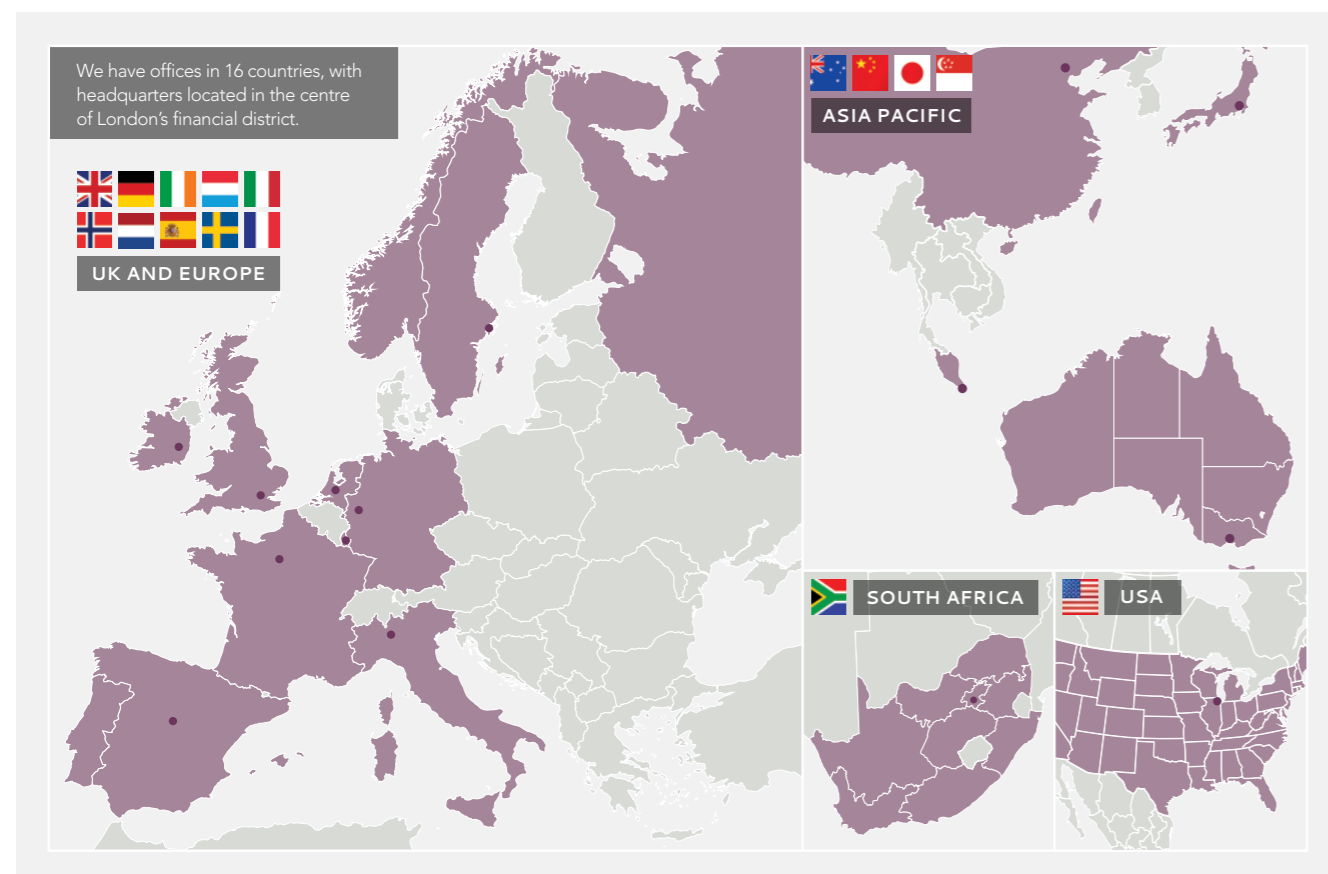 We have offices in 16 countries, with
headquarters located in the centre
of London's financial district.
UK AND EUROPE
ASIA PACIFIC
SOUTH AFRICA
USA